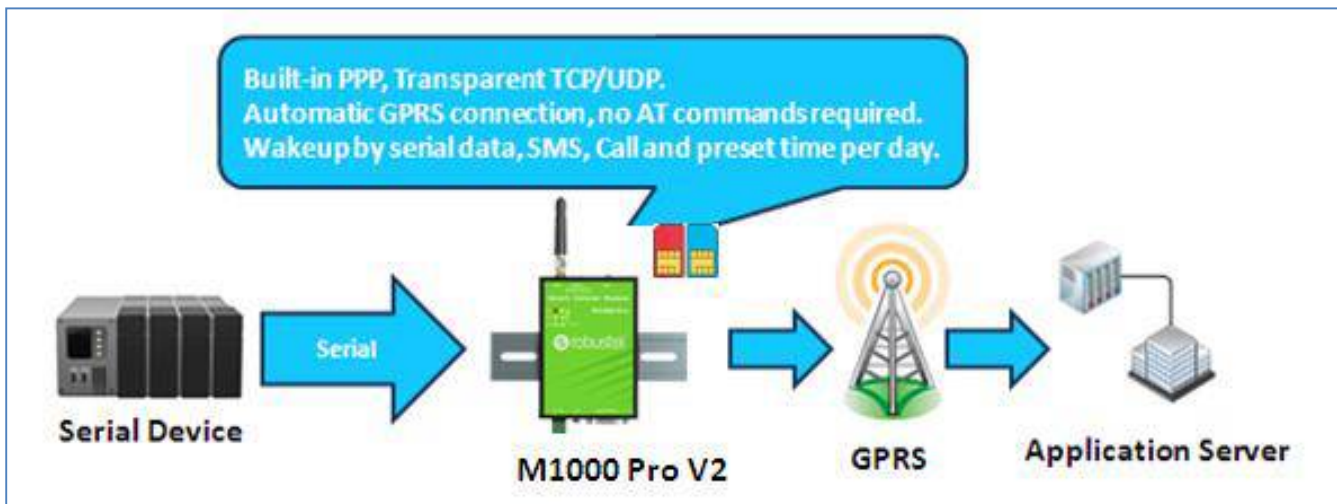 Built-in PPP, Transparent TCP/UDP.
Automatic GPRS connection, no AT commands required.
Wakeup by serial data, SMS, Call and preset time per day.
Serial
robustel
Serial Device
M1000 Pro V2
GPRS
Application Server